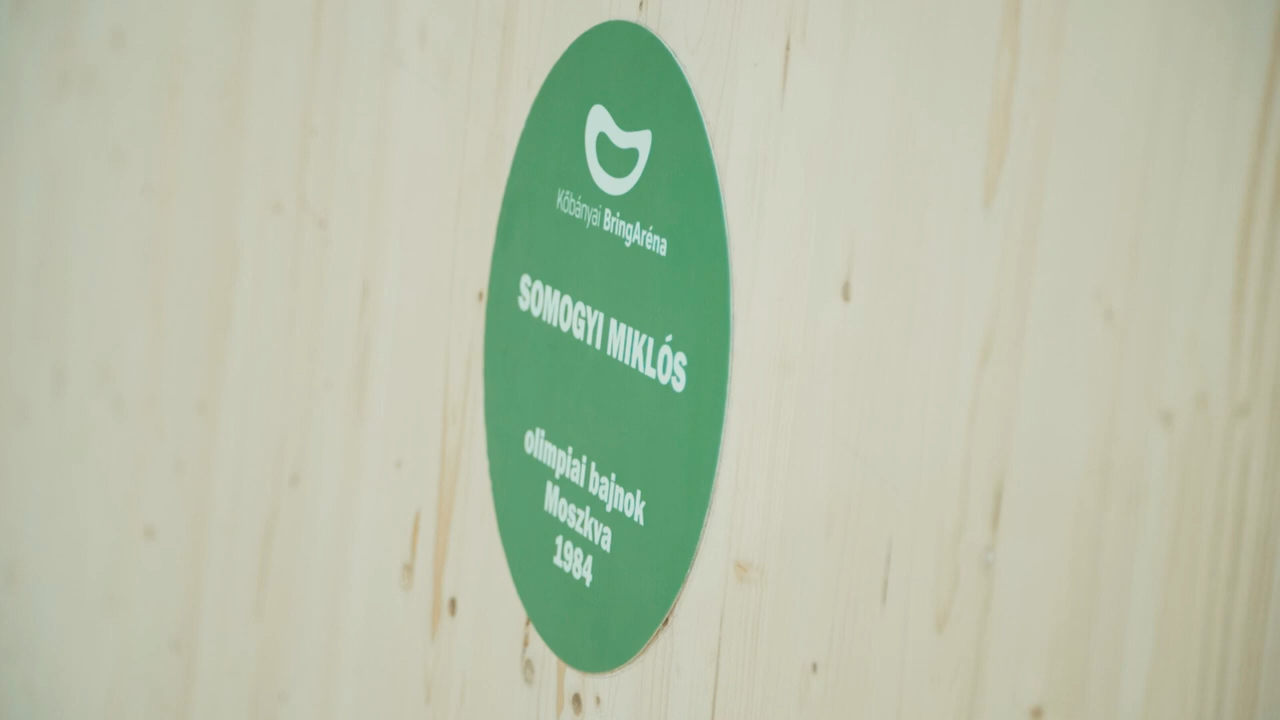 Kőbányai BringAréna
SOMOGYI MIKLÓS
olimpiai bajnok
Moszkva
1984